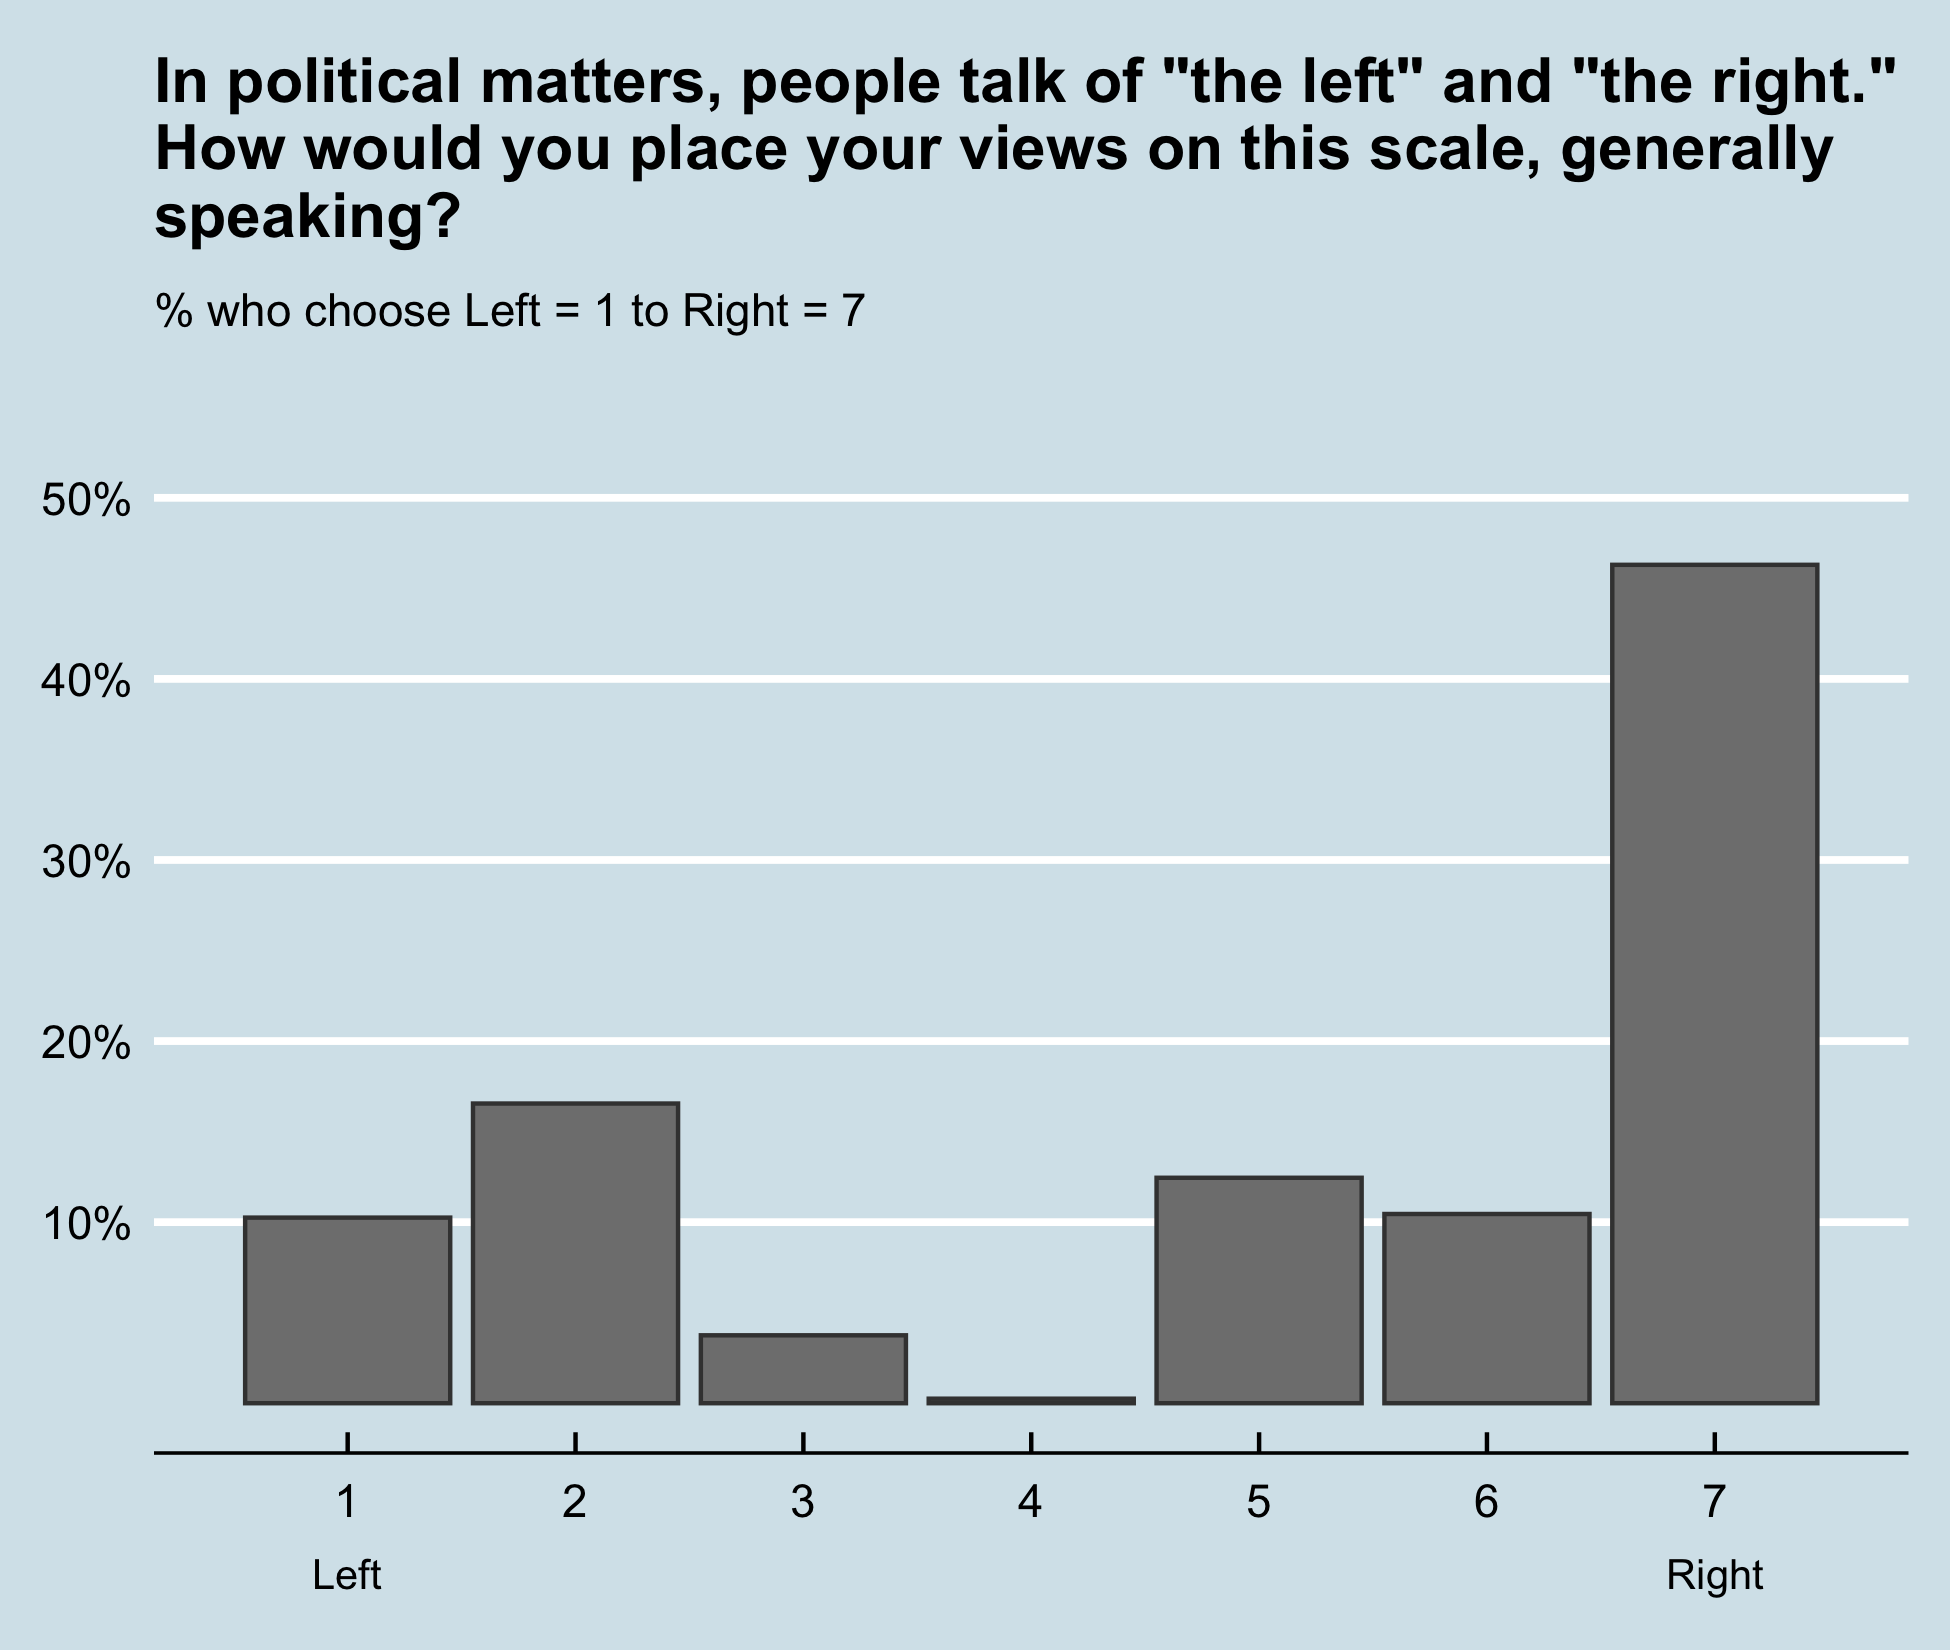 In political matters, people talk of "the left" and "the right."
How would you place your views on this scale, generally
speaking?
% who choose Left = 1 to Right = 7
50%
40%
30%
20%
10%
1 2 3 4 5 6 7
Left Right